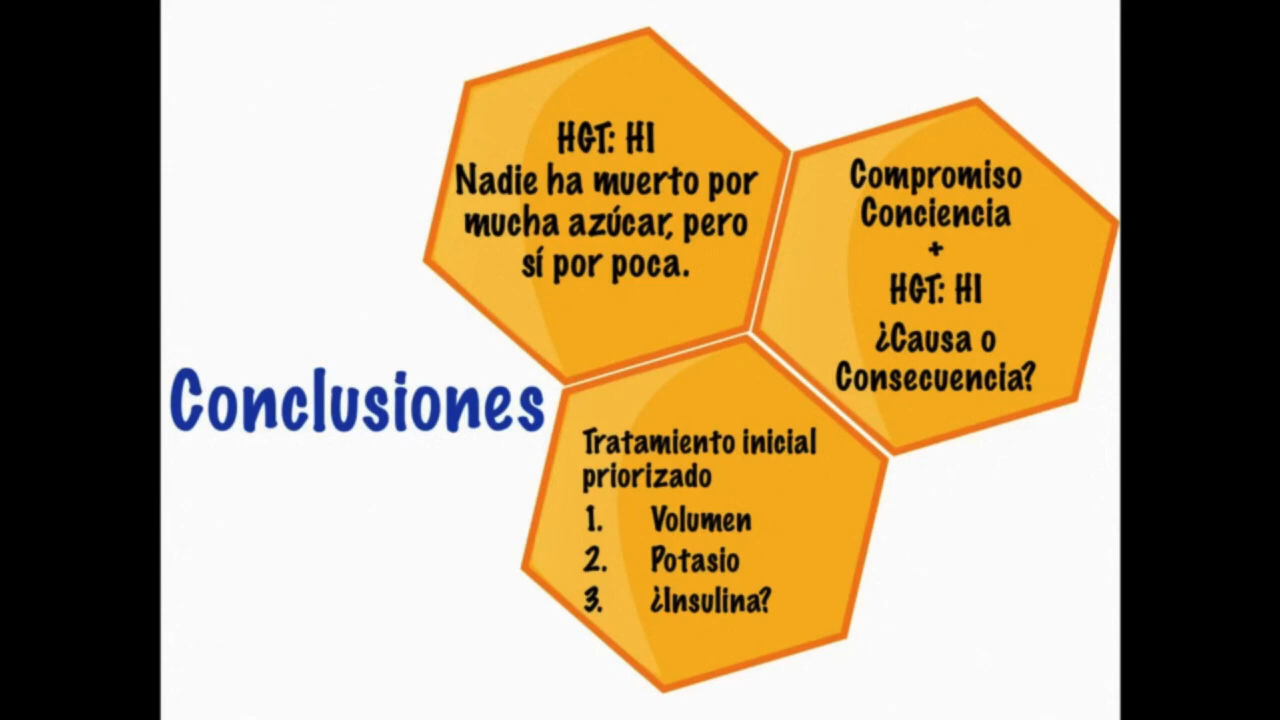 HGT: HI
Nadie ha muerto por
mucha azúcar, pero
sí por poca.
Compromiso
Conciencia
+
HGT: HI
¿Causa o
Consecuencia?
Conclusiones
Tratamiento inicial
priorizado
1. Volumen
2. Potasio
3. ¿Insulina?